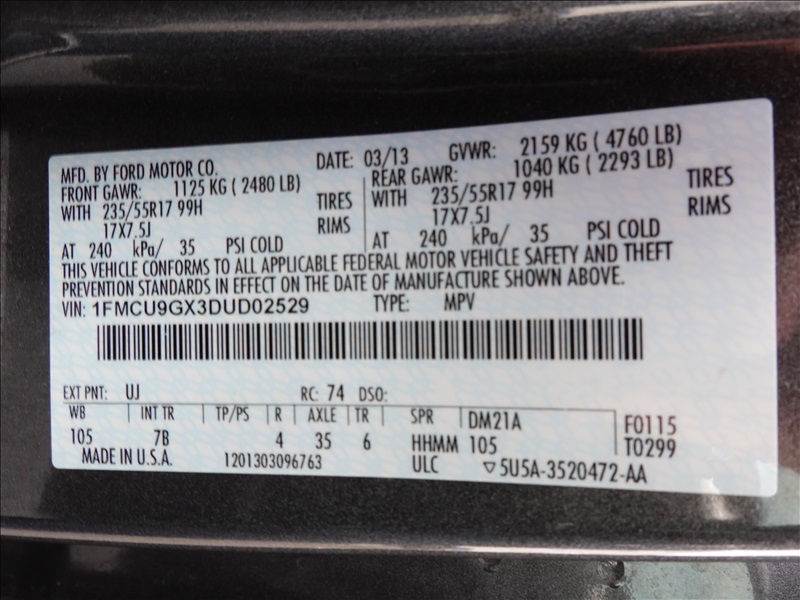 MFD. BY FORD MOTOR CO. DATE: 03/13 GVWR: 2159 KG ( 4760 LB)
FRONT GAWR: 1125 KG ( 2480 LB) REAR GAWR: 1040 KG ( 2293 LB)
WITH 235/55R17 99H TIRES WITH 235/55R17 99H TIRES
17X7.5J RIMS 17X7.5J RIMS
AT 240 kPa/ 35 PSI COLD AT 240 kPa/ 35 PSI COLD
THIS VEHICLE CONFORMS TO ALL APPLICABLE FEDERAL MOTOR VEHICLE SAFETY AND THEFT
PREVENTION STANDARDS IN EFFECT ON THE DATE OF MANUFACTURE SHOWN ABOVE.
VIN: 1FMCU9GX3DUD02529 TYPE: MPV
EXT PNT: UJ RC: 74 DSO:
WB INT TR TP/PS R AXLE TR SPR DM21A F0115
105 7B 4 35 6 HHMM 105 T0299
MADE IN U.S.A. 1201303096763 ULC ▽5U5A-3520472-AA